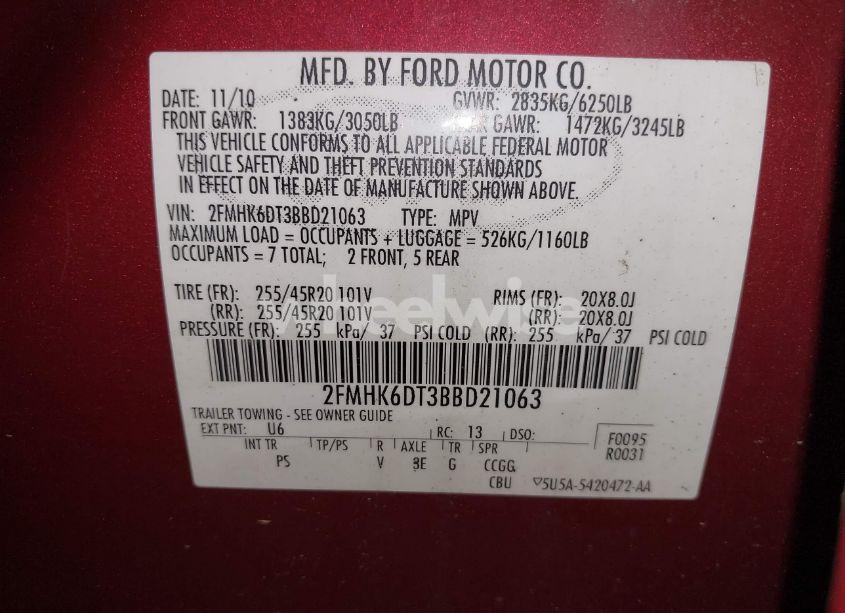 MFD. BY FORD MOTOR CO.
DATE: 11/10 GVWR: 2835KG/6250LB
FRONT GAWR: 1383KG/3050LB REAR GAWR: 1472KG/3245LB
THIS VEHICLE CONFORMS TO ALL APPLICABLE FEDERAL MOTOR
VEHICLE SAFETY AND THEFT PREVENTION STANDARDS
IN EFFECT ON THE DATE OF MANUFACTURE SHOWN ABOVE.
VIN: 2FMHK6DT3BBD21063 TYPE: MPV
MAXIMUM LOAD = OCCUPANTS + LUGGAGE = 526KG/1160LB
OCCUPANTS = 7 TOTAL; 2 FRONT, 5 REAR
TIRE (FR): 255/45R20 101V RIMS (FR): 20X8.0J
(RR): 255/45R20 101V (RR): 20X8.0J
wheelwise
PRESSURE (FR): 255 kPa/ 37 PSI COLD (RR): 255 kPa/ 37 PSI COLD
2FMHK6DT3BBD21063
TRAILER TOWING - SEE OWNER GUIDE
EXT PNT: U6 RC: 13 DSO: F0095
R0031
INT TR TP/PS R AXLE TR SPR
PS V 3E G CCGG
CBU 5U5A-5420472-AA